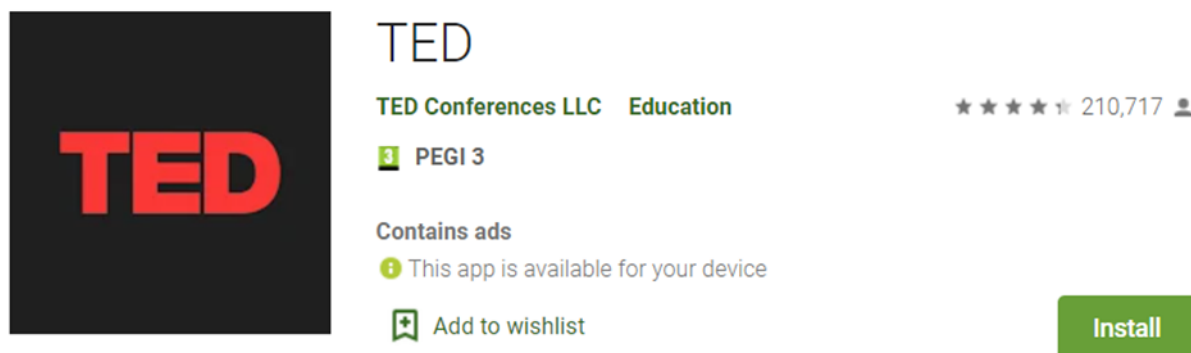 TED
TED
TED Conferences LLC Education 210,717
3 PEGI 3
Contains ads
This app is available for your device
Add to wishlist
Install